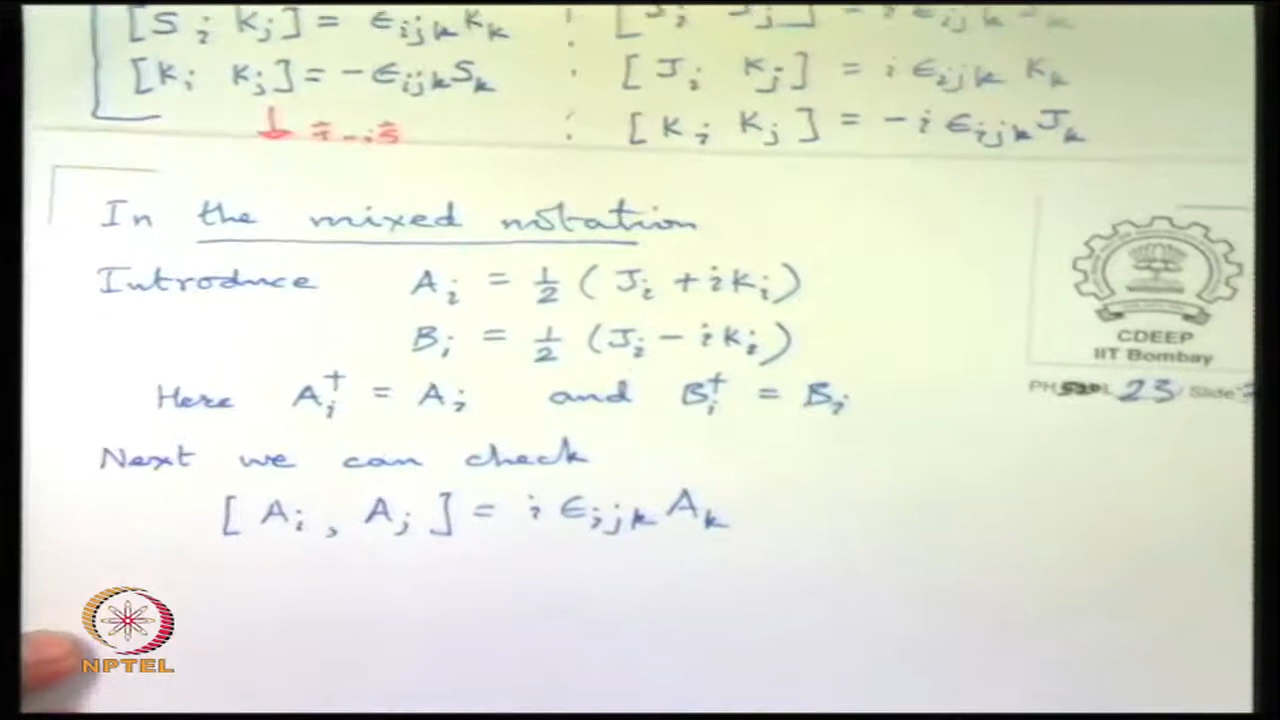 [S_i K_j] = ε_ijk K_k :
[K_i K_j] = -ε_ijk S_k : [J_i K_j] = i ε_ijk K_k
: [K_i K_j] = -i ε_ijk J_k
In the mixed notation
Introduce A_i = 1/2 (J_i + i K_i)
B_i = 1/2 (J_i - i K_i)
Here A_i† = A_i and B_i† = B_i
Next we can check
[A_i, A_j] = i ε_ijk A_k
CDEEP
IIT Bombay
L 23 / Slide
NPTEL